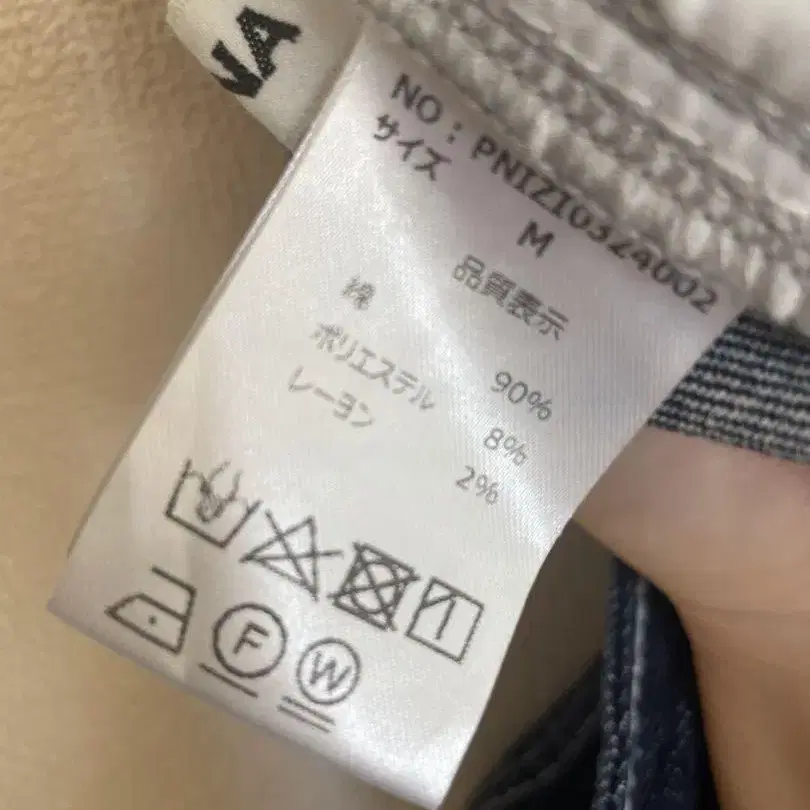 NA
NO : PNIZI0324002
サイズ
M
品質表示
綿 90%
ポリエステル 8%
レーヨン 2%
F
W